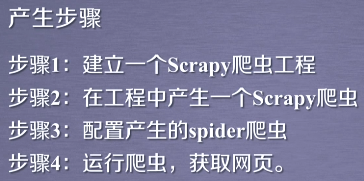 产生步骤
步骤1：建立一个Scrapy爬虫工程
步骤2：在工程中产生一个Scrapy爬虫
步骤3：配置产生的spider爬虫
步骤4：运行爬虫，获取网页。